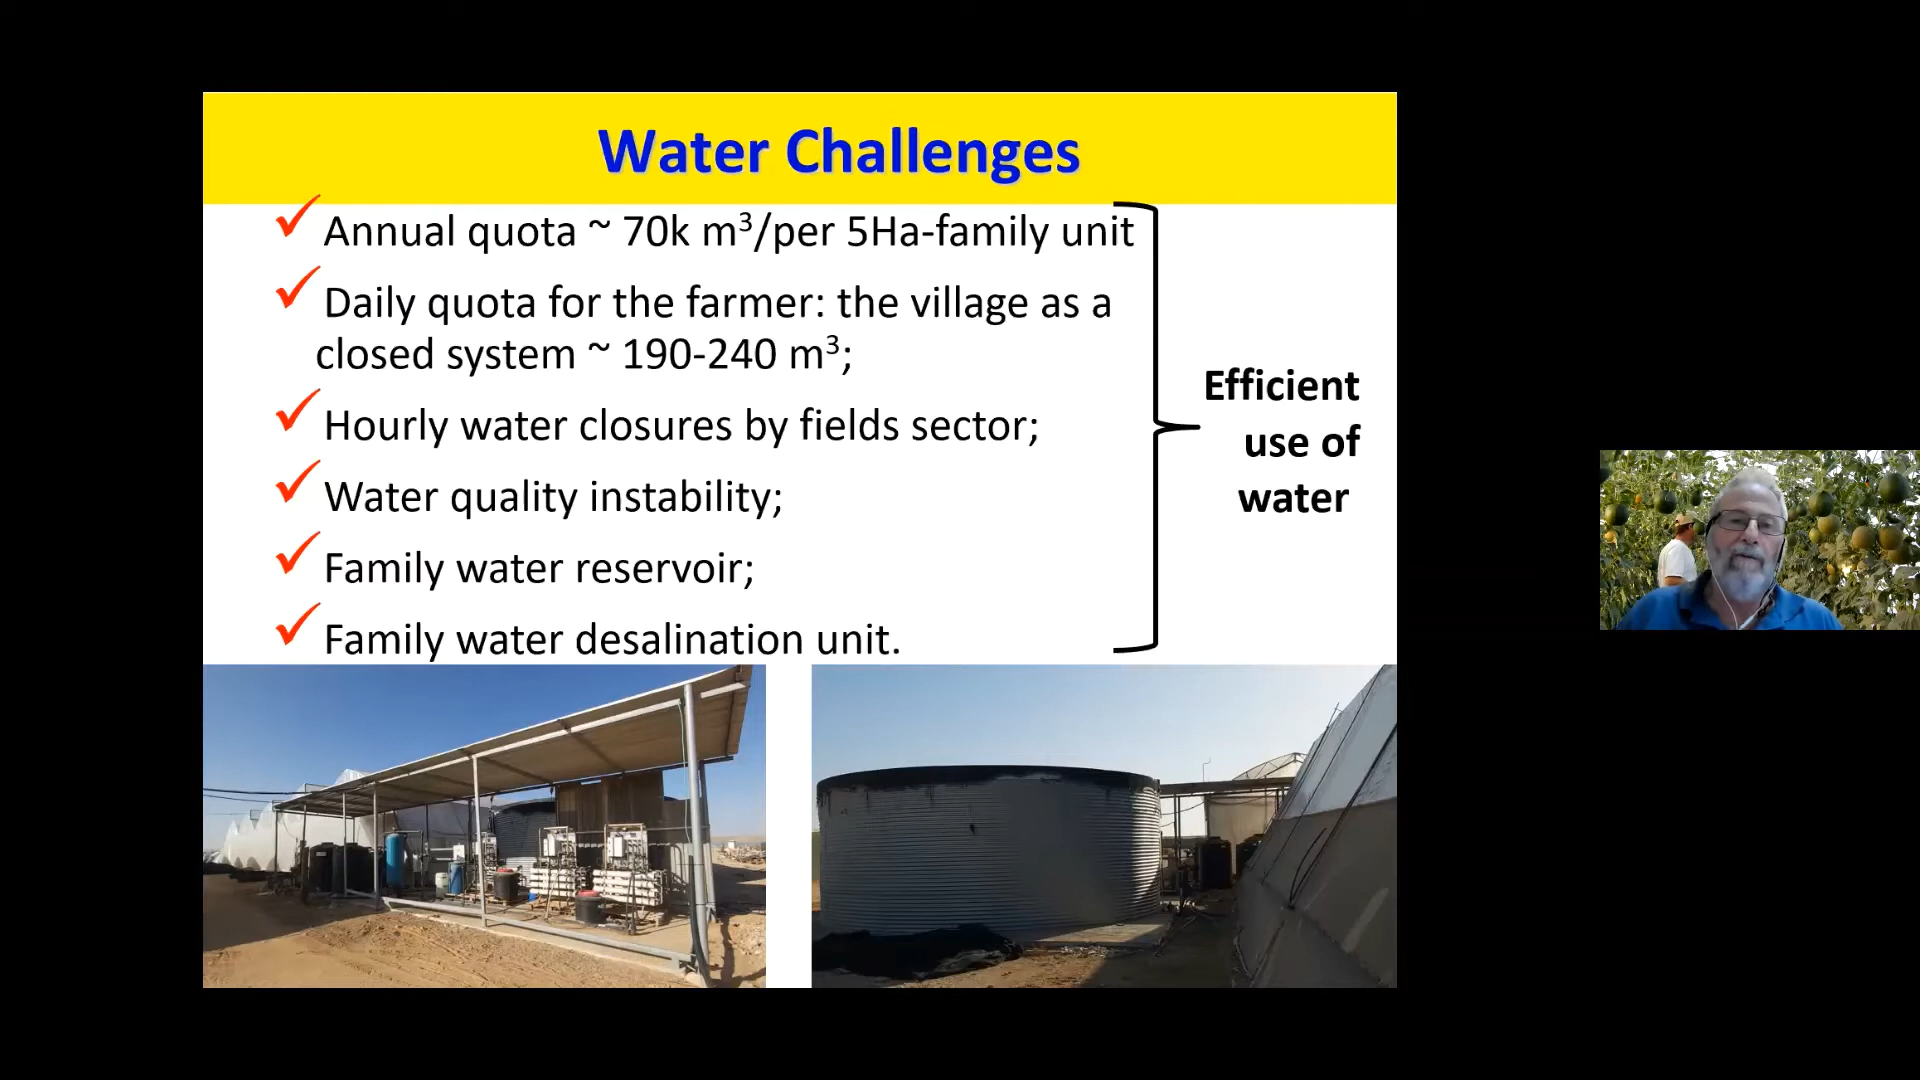 Water Challenges
Annual quota ~ 70k m³/per 5Ha-family unit
Daily quota for the farmer: the village as a
closed system ~ 190-240 m³;
Hourly water closures by fields sector;
Water quality instability;
Family water reservoir;
Family water desalination unit.
Efficient
use of
water